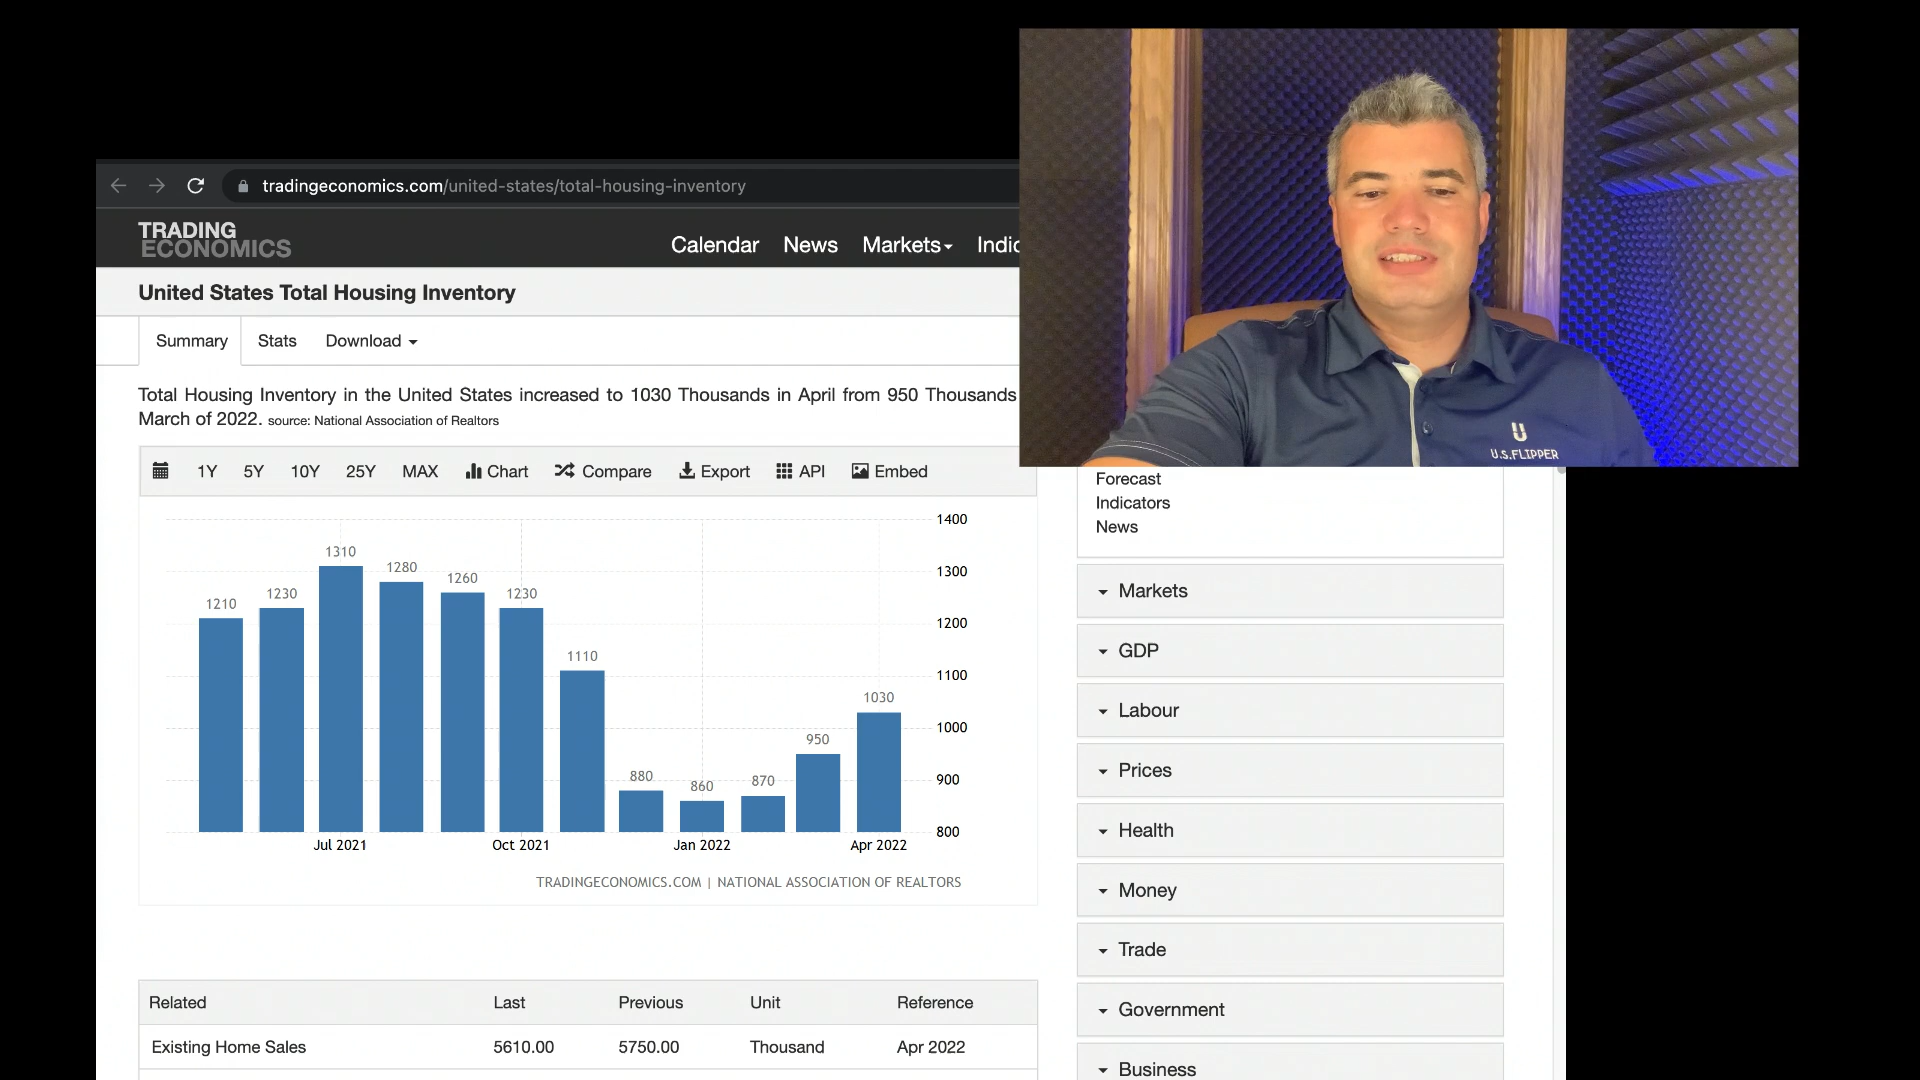 tradingeconomics.com/united-states/total-housing-inventory
TRADING
ECONOMICS
Calendar News Markets
United States Total Housing Inventory
Summary Stats Download
Total Housing Inventory in the United States increased to 1030 Thousands in April from 950 Thousands
March of 2022. source: National Association of Realtors
1Y 5Y 10Y 25Y MAX Chart Compare Export API Embed
U.S.FLIPPER
Forecast
Indicators
News
1400
1300
1200
1100
1000
900
800
1210
1230
1310
1280
1260
1230
1110
880
860
870
950
1030
Jul 2021
Oct 2021
Jan 2022
Apr 2022
TRADINGECONOMICS.COM | NATIONAL ASSOCIATION OF REALTORS
Markets
GDP
Labour
Prices
Health
Money
Trade
Government
Business
Related Last Previous Unit Reference
Existing Home Sales 5610.00 5750.00 Thousand Apr 2022